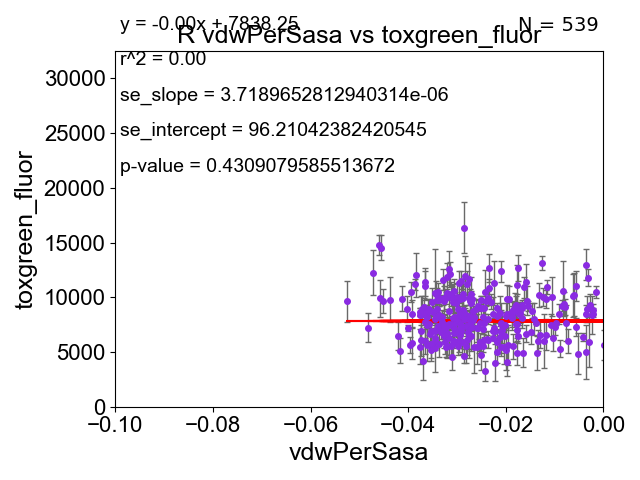 y = -0.00x + 7838.25
N = 539
R vdwPerSasa vs toxgreen_fluor
r^2 = 0.00
se_slope = 3.7189652812940314e-06
se_intercept = 96.21042382420545
p-value = 0.4309079585513672
toxgreen_fluor
30000
25000
20000
15000
10000
5000
0
−0.10
−0.08
−0.06
−0.04
−0.02
0.00
vdwPerSasa